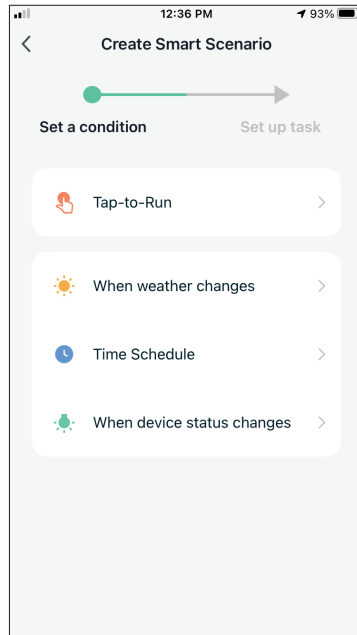 12:36 PM
93%
Create Smart Scenario
Set a condition
Set up task
Tap-to-Run
When weather changes
Time Schedule
When device status changes